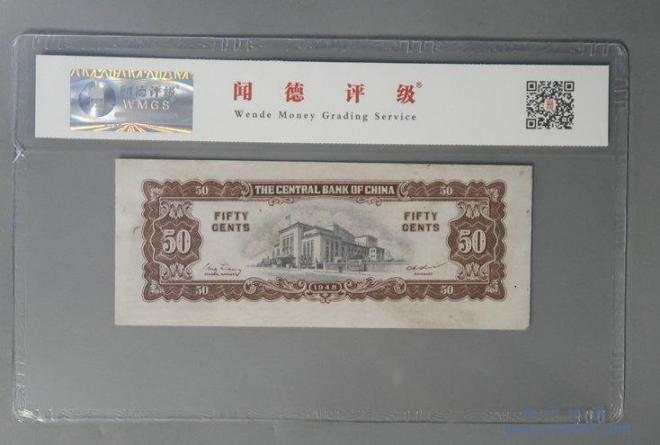 闻德评级
WMGS
闻德 评级®
Wende Money Grading Service
50 THE CENTRAL BANK OF CHINA 50
FIFTY CENTS
FIFTY CENTS
50
50
50 1948 50